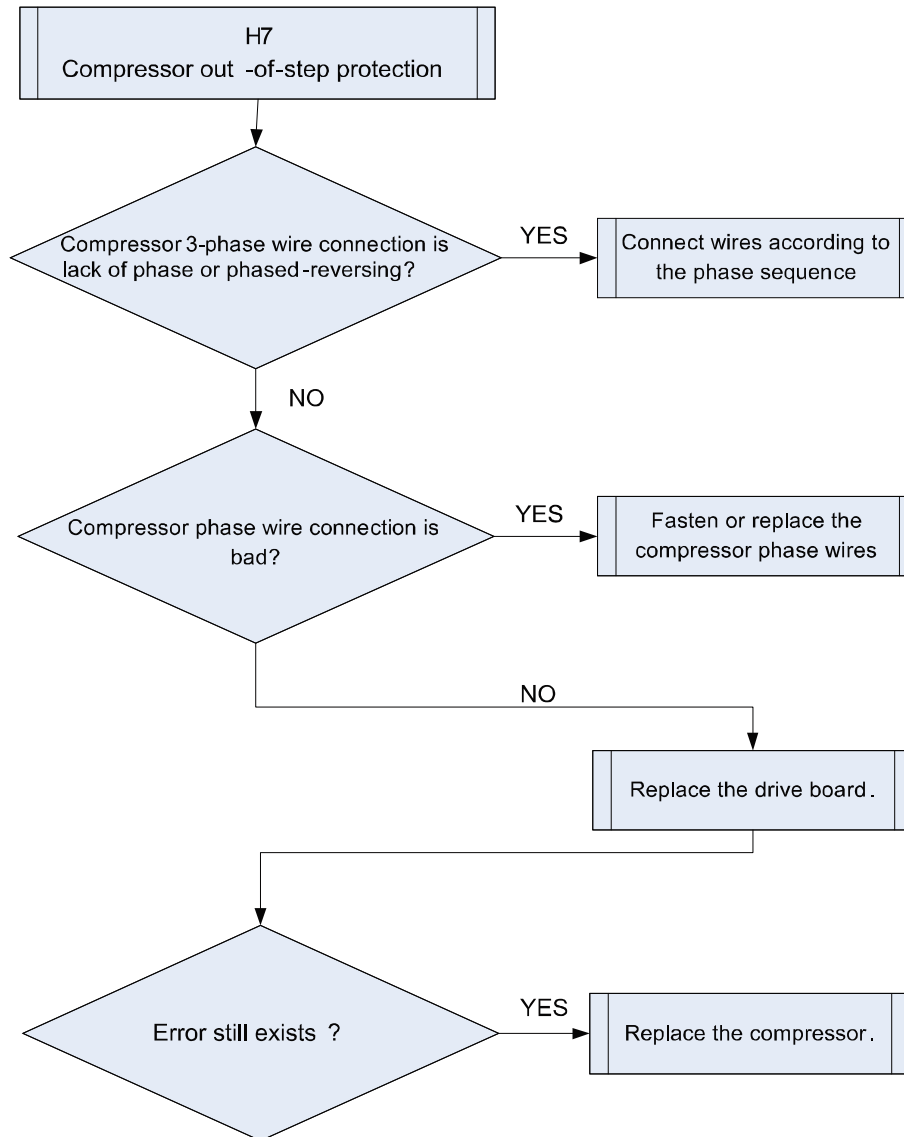 H7
Compressor out -of-step protection
Compressor 3-phase wire connection is
lack of phase or phased-reversing?
YES
Connect wires according to
the phase sequence
NO
Compressor phase wire connection is
bad?
YES
Fasten or replace the
compressor phase wires
NO
Replace the drive board.
Error still exists ?
YES
Replace the compressor.